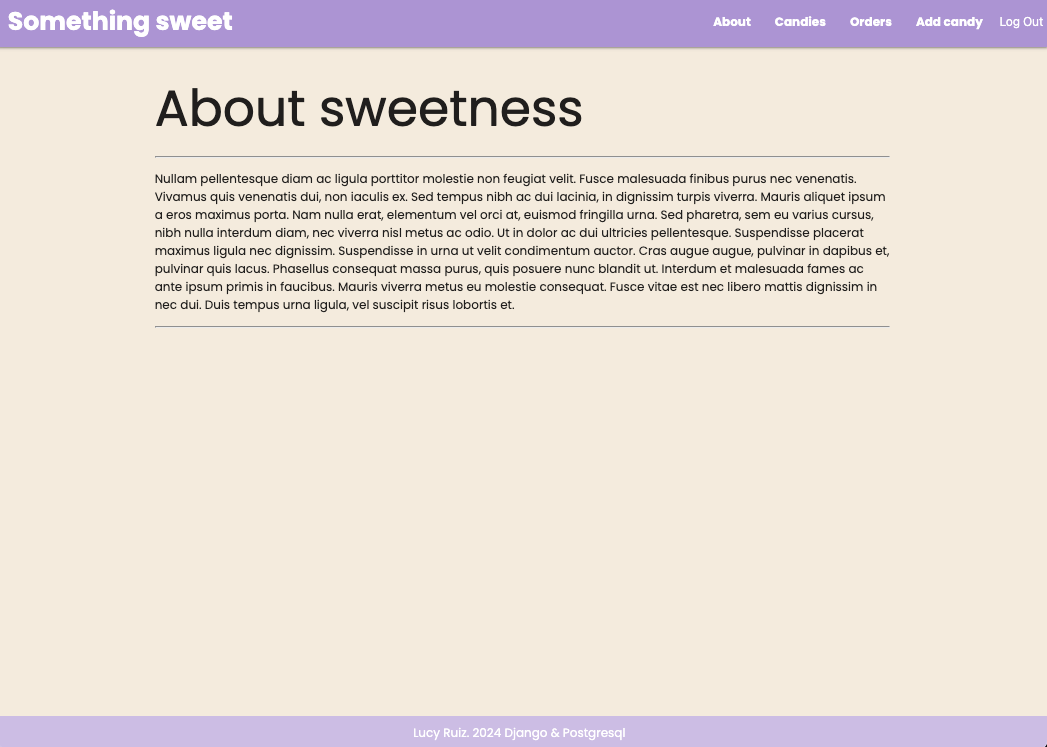 Something sweet
About Candies Orders Add candy Log Out
About sweetness
Nullam pellentesque diam ac ligula porttitor molestie non feugiat velit. Fusce malesuada finibus purus nec venenatis.
Vivamus quis venenatis dui, non iaculis ex. Sed tempus nibh ac dui lacinia, in dignissim turpis viverra. Mauris aliquet ipsum
a eros maximus porta. Nam nulla erat, elementum vel orci at, euismod fringilla urna. Sed pharetra, sem eu varius cursus,
nibh nulla interdum diam, nec viverra nisl metus ac odio. Ut in dolor ac dui ultricies pellentesque. Suspendisse placerat
maximus ligula nec dignissim. Suspendisse in urna ut velit condimentum auctor. Cras augue augue, pulvinar in dapibus et,
pulvinar quis lacus. Phasellus consequat massa purus, quis posuere nunc blandit ut. Interdum et malesuada fames ac
ante ipsum primis in faucibus. Mauris viverra metus eu molestie consequat. Fusce vitae est nec libero mattis dignissim in
nec dui. Duis tempus urna ligula, vel suscipit risus lobortis et.
Lucy Ruiz. 2024 Django & Postgresql